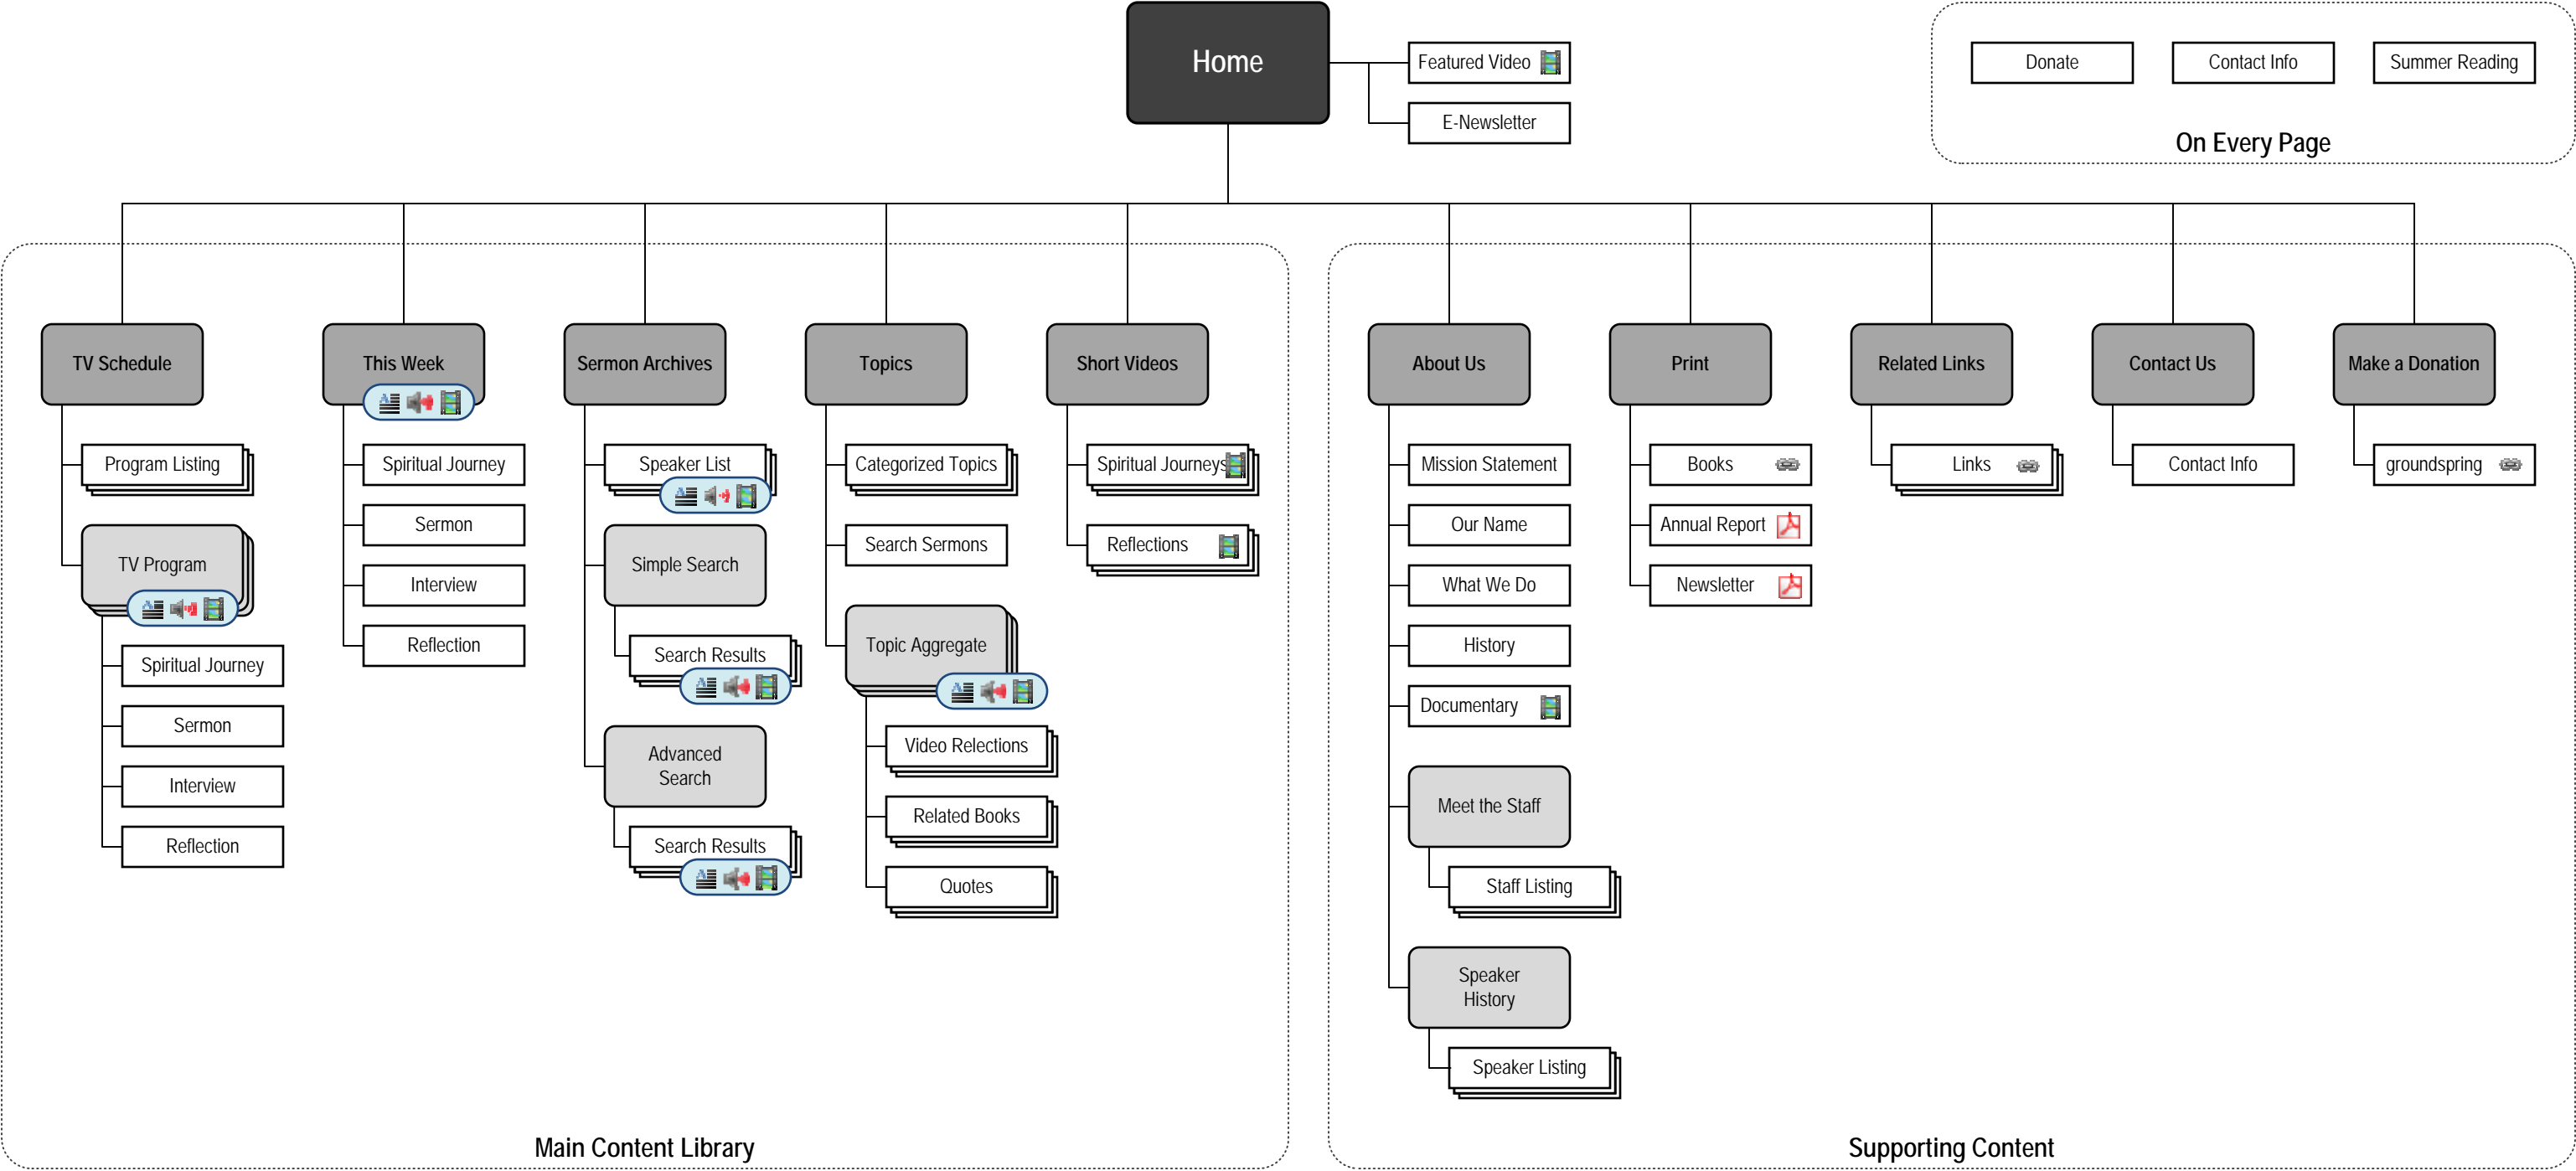 Home
Featured Video
E-Newsletter
Donate
Contact Info
Summer Reading
On Every Page
TV Schedule
Program Listing
TV Program
Spiritual Journey
Sermon
Interview
Reflection
This Week
Spiritual Journey
Sermon
Interview
Reflection
Sermon Archives
Speaker List
Simple Search
Search Results
Advanced
Search
Search Results
Topics
Categorized Topics
Search Sermons
Topic Aggregate
Video Relections
Related Books
Quotes
Short Videos
Spiritual Journeys
Reflections
Main Content Library
About Us
Mission Statement
Our Name
What We Do
History
Documentary
Meet the Staff
Staff Listing
Speaker
History
Speaker Listing
Print
Books
Annual Report
Newsletter
Related Links
Links
Contact Us
Contact Info
Make a Donation
groundspring
Supporting Content